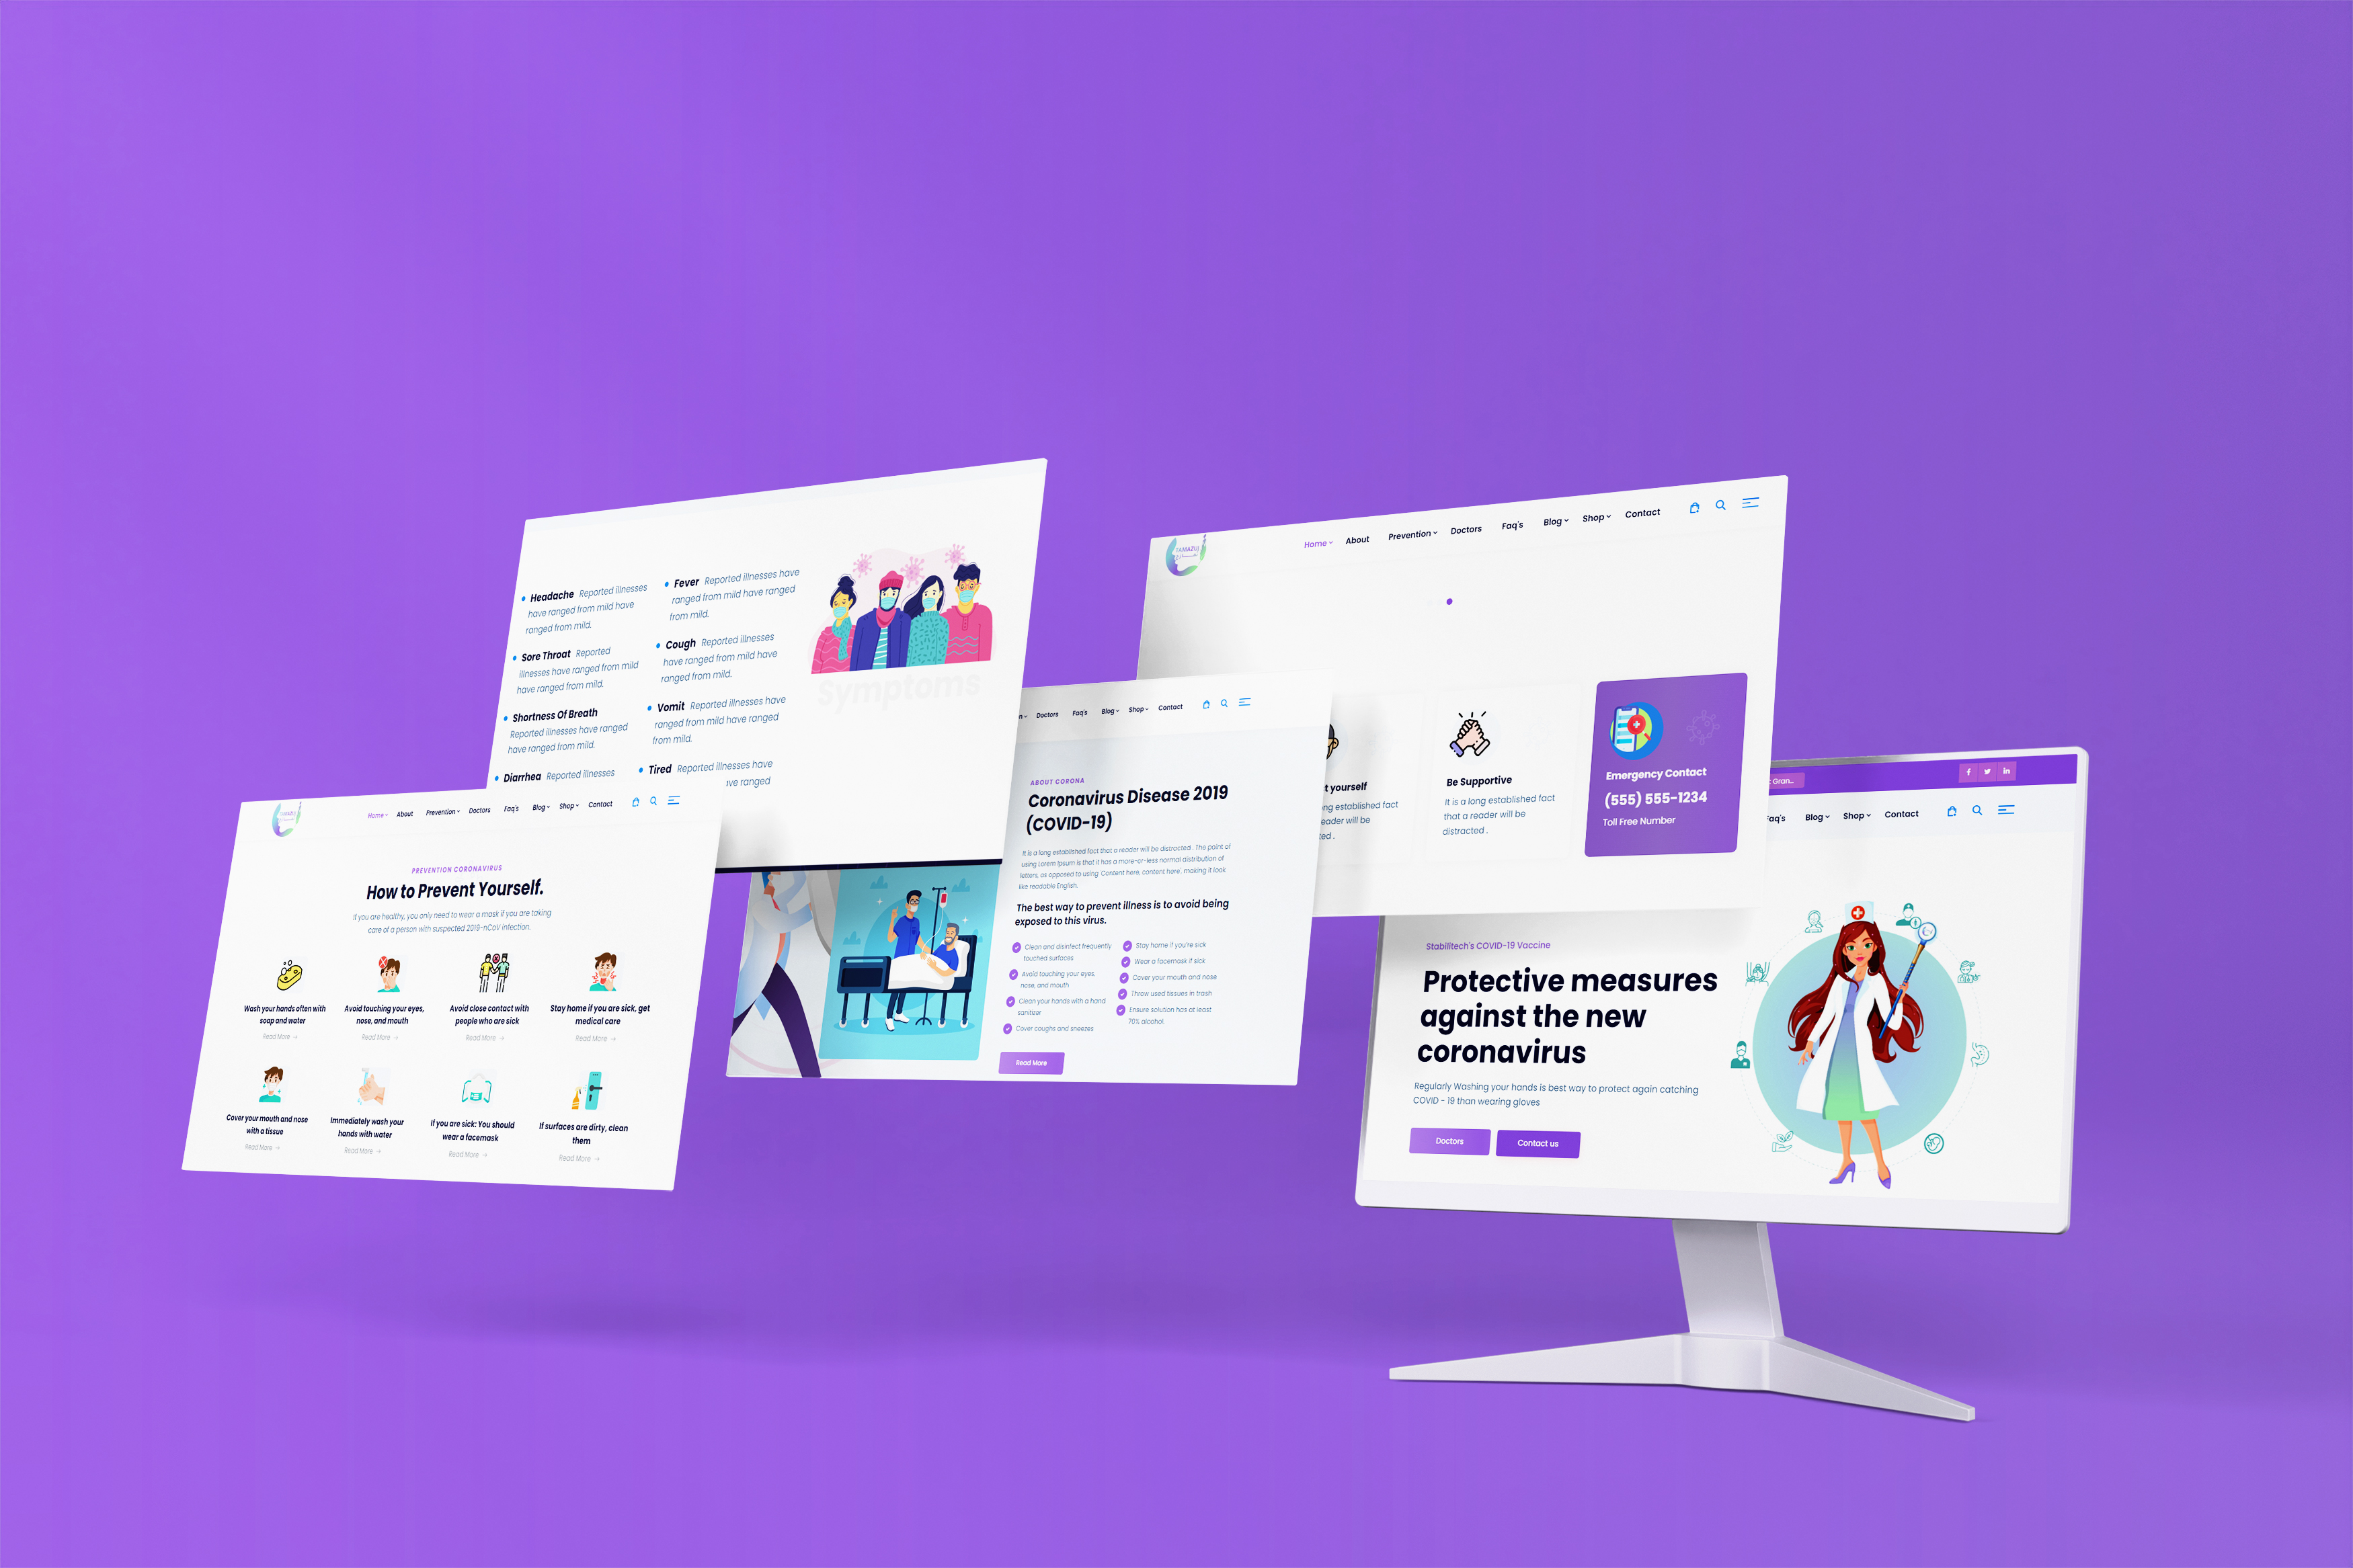 Headache Reported illnesses
have ranged from mild have
ranged from mild.
Sore Throat Reported
illnesses have ranged from mild
have ranged from mild.
Shortness Of Breath
Reported illnesses have ranged
have ranged from mild.
Diarrhea Reported illnesses
Fever Reported illnesses have
ranged from mild have ranged
from mild.
Cough Reported illnesses
have ranged from mild have
ranged from mild.
Vomit Reported illnesses have
ranged from mild have ranged
from mild.
Tired Reported illnesses have
ve ranged
Symptoms
TAMAZUJ
Home About Prevention Doctors Faq's Blog Shop Contact
t yourself
ng established fact
eader will be
ted .
Be Supportive
It is a long established fact
that a reader will be
distracted .
Emergency Contact
(555) 555-1234
Toll Free Number
n Doctors Faq's Blog Shop Contact
ABOUT CORONA
Coronavirus Disease 2019
(COVID-19)
It is a long established fact that a reader will be distracted . The point of
using Lorem Ipsum is that it has a more-or-less normal distribution of
letters, as opposed to using 'Content here, content here', making it look
like readable English.
The best way to prevent illness is to avoid being
exposed to this virus.
Clean and disinfect frequently
touched surfaces
Avoid touching your eyes,
nose, and mouth
Clean your hands with a hand
sanitizer
Cover coughs and sneezes
Stay home if you're sick
Wear a facemask if sick
Cover your mouth and nose
Throw used tissues in trash
Ensure solution has at least
70% alcohol.
Read More
TAMAZUJ
Home About Prevention Doctors Faq's Blog Shop Contact
PREVENTION CORONAVIRUS
How to Prevent Yourself.
If you are healthy, you only need to wear a mask if you are taking
care of a person with suspected 2019-nCoV infection.
Wash your hands often with
soap and water
Read More →
Avoid touching your eyes,
nose, and mouth
Read More →
Avoid close contact with
people who are sick
Read More →
Stay home if you are sick, get
medical care
Read More →
Cover your mouth and nose
with a tissue
Read More →
Immediately wash your
hands with water
Read More →
If you are sick: You should
wear a facemask
Read More →
If surfaces are dirty, clean
them
Read More →
Gran...
f in
aq's Blog Shop Contact
Stabilitech's COVID-19 Vaccine
Protective measures
against the new
coronavirus
Regularly Washing your hands is best way to protect again catching
COVID - 19 than wearing gloves
Doctors
Contact us